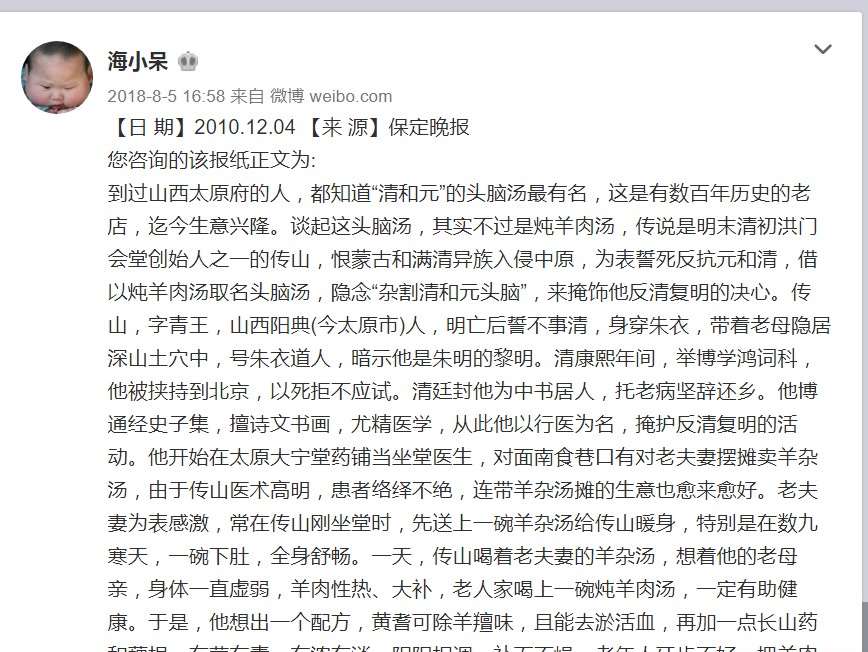 海小呆
2018-8-5 16:58 来自 微博 weibo.com
【日 期】2010.12.04 【来 源】保定晚报
您咨询的该报纸正文为:
到过山西太原府的人，都知道“清和元”的头脑汤最有名，这是有数百年历史的老
店，迄今生意兴隆。谈起这头脑汤，其实不过是炖羊肉汤，传说是明末清初洪门
会堂创始人之一的传山，恨蒙古和满清异族入侵中原，为表誓死反抗元和清，借
以炖羊肉汤取名头脑汤，隐念“杂割清和元头脑”，来掩饰他反清复明的决心。传
山，字青王，山西阳典(今太原市)人，明亡后誓不事清，身穿朱衣，带着老母隐居
深山土穴中，号朱衣道人，暗示他是朱明的黎明。清康熙年间，举博学鸿词科，
他被挟持到北京，以死拒不应试。清廷封他为中书居人，托老病坚辞还乡。他博
通经史子集，擅诗文书画，尤精医学，从此他以行医为名，掩护反清复明的活
动。他开始在太原大宁堂药铺当坐堂医生，对面南食巷口有对老夫妻摆摊卖羊杂
汤，由于传山医术高明，患者络绎不绝，连带羊杂汤摊的生意也愈来愈好。老夫
妻为表感激，常在传山刚坐堂时，先送上一碗羊杂汤给传山暖身，特别是在数九
寒天，一碗下肚，全身舒畅。一天，传山喝着老夫妻的羊杂汤，想着他的老母
亲，身体一直虚弱，羊肉性热、大补，老人家喝上一碗炖羊肉汤，一定有助健
康。于是，他想出一个配方，黄耆可除羊羶味，且能去淤活血，再加一点长山药